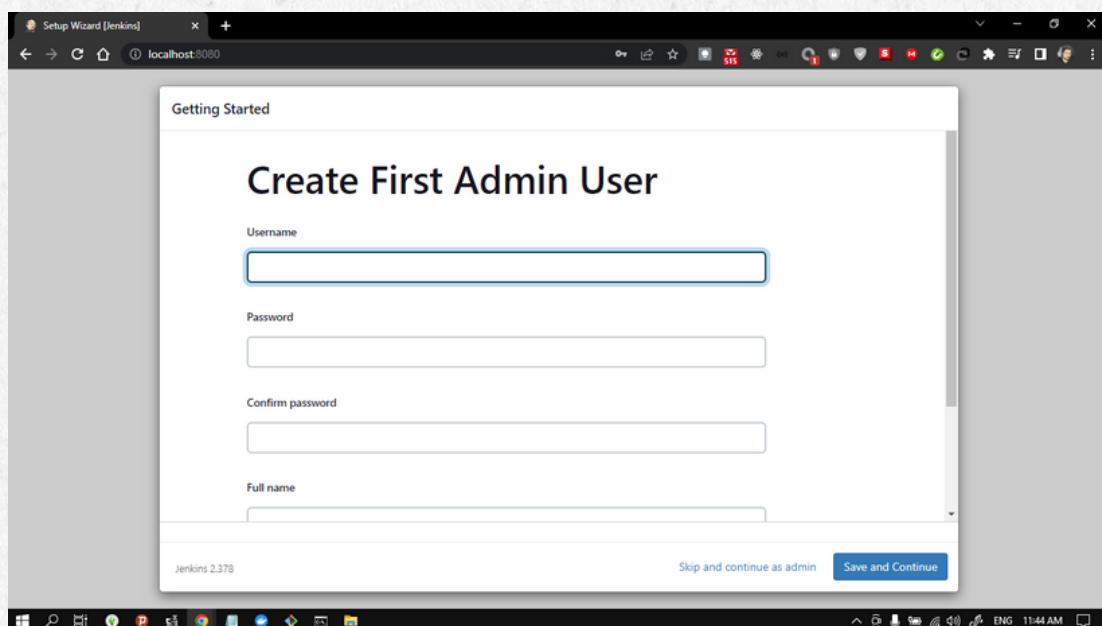 Setup Wizard [Jenkins]
localhost:8080
Getting Started
Create First Admin User
Username
Password
Confirm password
Full name
Jenkins 2.378
Skip and continue as admin
Save and Continue
ENG 11:44 AM